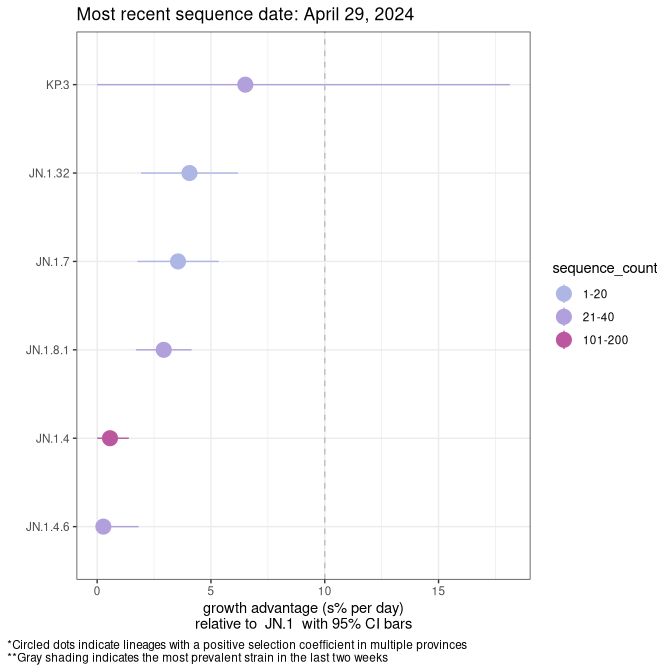 Most recent sequence date: April 29, 2024
KP.3
JN.1.32
JN.1.7
JN.1.8.1
JN.1.4
JN.1.4.6
0 5 10 15
growth advantage (s% per day)
relative to JN.1 with 95% CI bars
sequence_count
1-20
21-40
101-200
*Circled dots indicate lineages with a positive selection coefficient in multiple provinces
**Gray shading indicates the most prevalent strain in the last two weeks